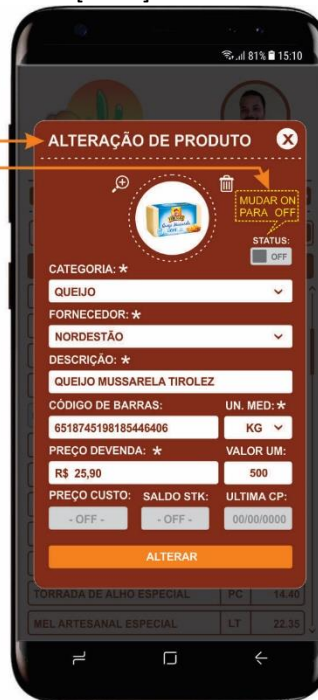 81% 15:10
ALTERAÇÃO DE PRODUTO X
MUDAR ON
PARA OFF
STATUS:
OFF
CATEGORIA: *
QUEIJO
FORNECEDOR: *
NORDESTÃO
DESCRIÇÃO: *
QUEIJO MUSSARELA TIROLEZ
CÓDIGO DE BARRAS: UN. MED: *
6518745198185446406 KG
PREÇO DEVENDA: * VALOR UM:
R$ 25,90 500
PREÇO CUSTO: SALDO STK: ULTIMA CP:
- OFF - - OFF - 00/00/0000
ALTERAR
TORRADA DE ALHO ESPECIAL PC 14.40
MEL ARTESANAL ESPECIAL LT 22.35